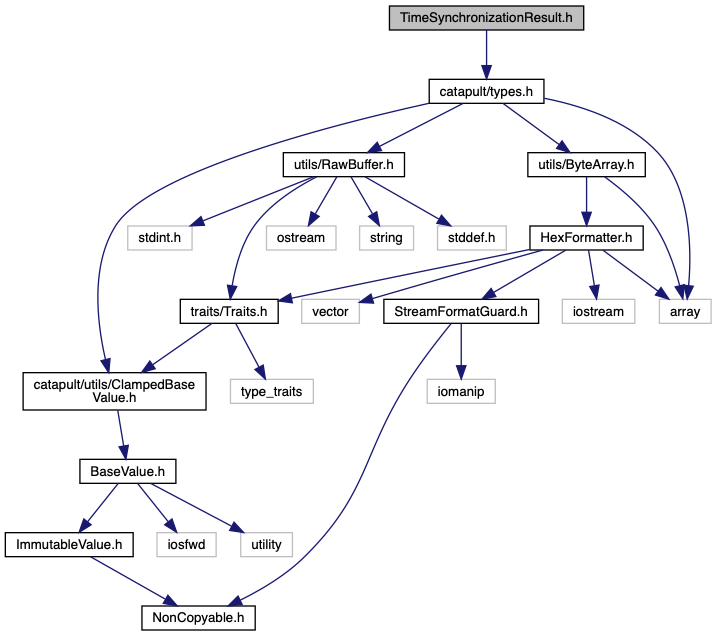 TimeSynchronizationResult.h
catapult/types.h
utils/RawBuffer.h
utils/ByteArray.h
stdint.h
ostream
string
stddef.h
HexFormatter.h
traits/Traits.h
vector
StreamFormatGuard.h
iostream
array
catapult/utils/ClampedBase
Value.h
type_traits
iomanip
BaseValue.h
ImmutableValue.h
iosfwd
utility
NonCopyable.h